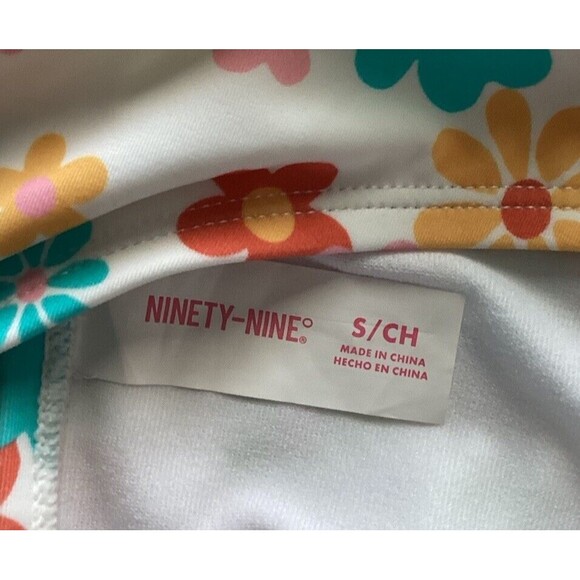 NINETY-NINE°® S/CH
MADE IN CHINA
HECHO EN CHINA